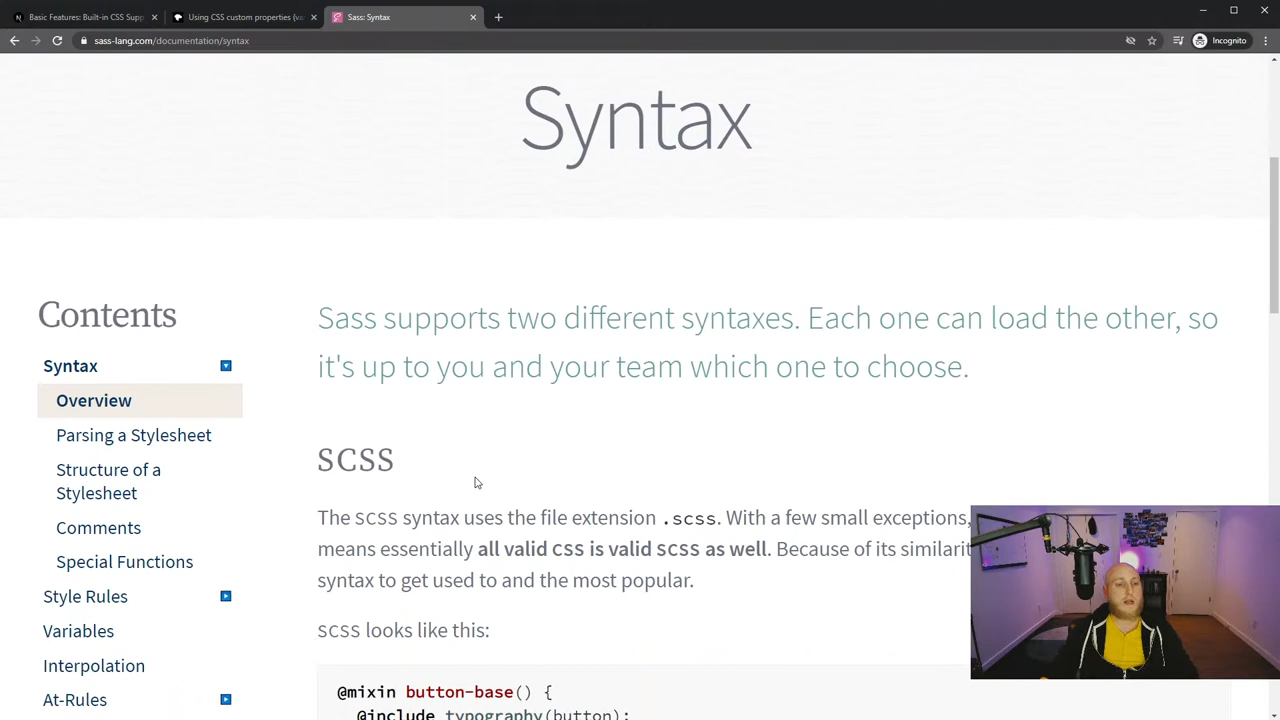 Basic Features: Built-in CSS Supp
Using CSS custom properties (va
Sass: Syntax
sass-lang.com/documentation/syntax
Incognito
Syntax
Contents
Syntax
Overview
Parsing a Stylesheet
Structure of a
Stylesheet
Comments
Special Functions
Style Rules
Variables
Interpolation
At-Rules
Sass supports two different syntaxes. Each one can load the other, so
it's up to you and your team which one to choose.
SCSS
The SCSS syntax uses the file extension .scss. With a few small exceptions,
means essentially all valid CSS is valid SCSS as well. Because of its similarit
syntax to get used to and the most popular.
SCSS looks like this:
@mixin button-base() {
@include typography(button);